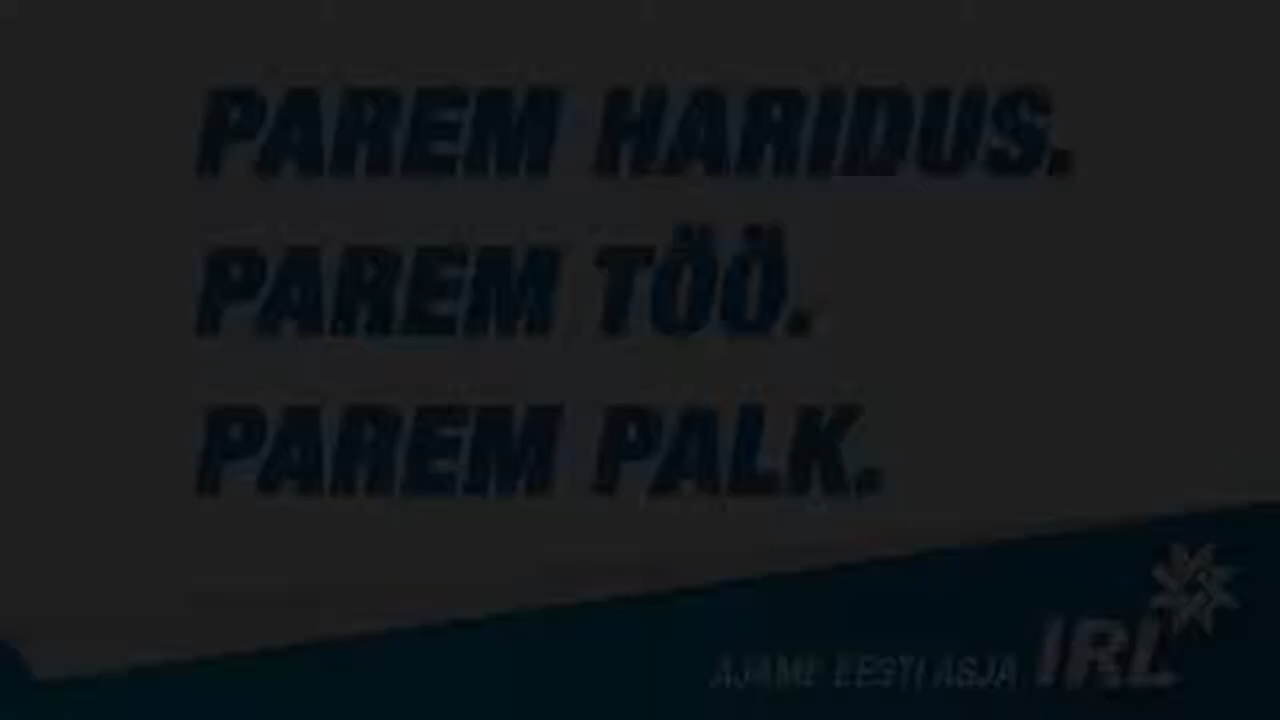 PAREM HARIDUS.
PAREM TÖÖ.
PAREM PALK.
AJAME EESTI ASJA IRL